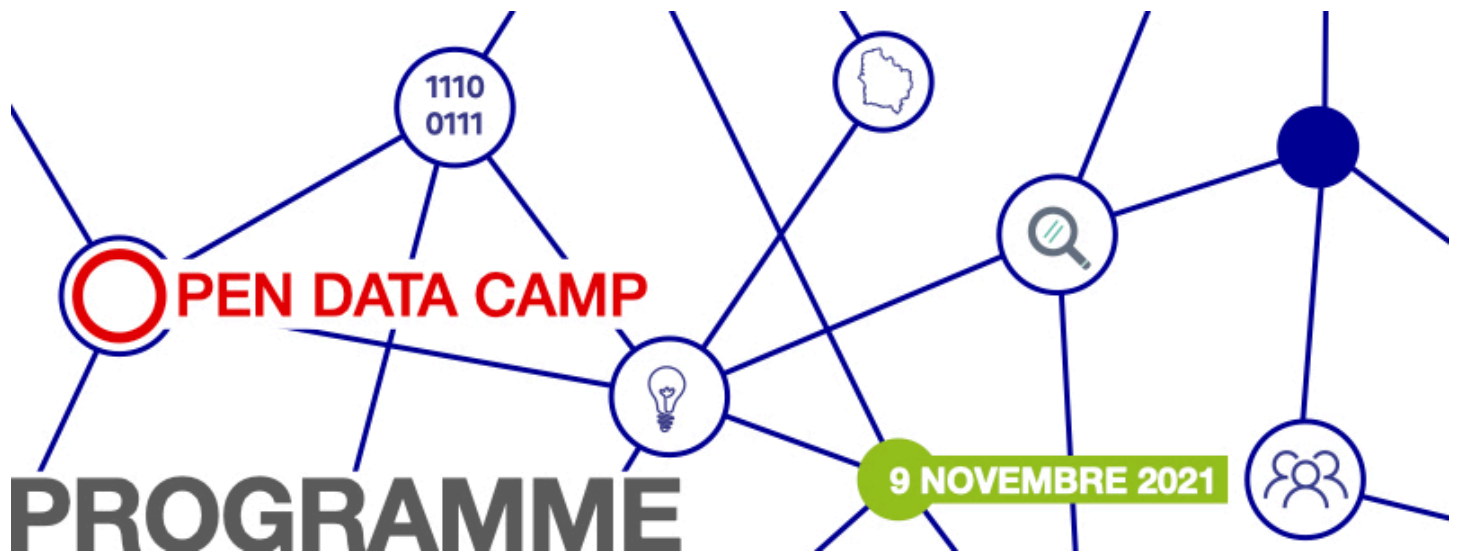 1110
0111
OPEN DATA CAMP
9 NOVEMBRE 2021
PROGRAMME